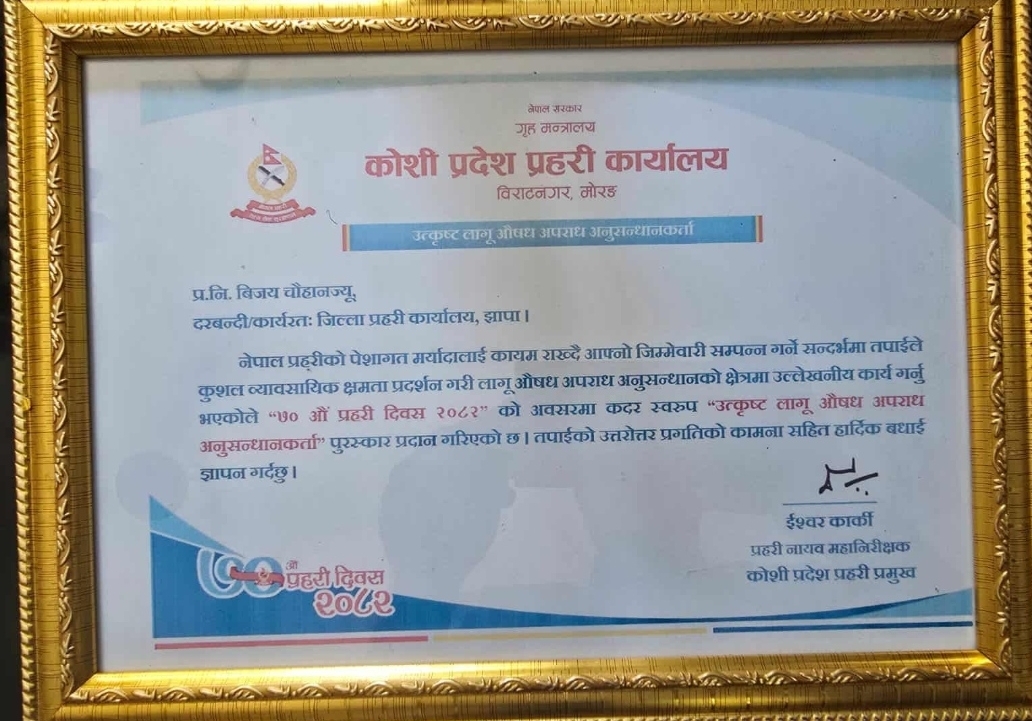 नेपाल सरकार
गृह मन्त्रालय
कोशी प्रदेश प्रहरी कार्यालय
विराटनगर, मोरङ
उत्कृष्ट लागू औषध अपराध अनुसन्धानकर्ता
प्र.नि. बिजय चौहानज्यू,
दरबन्दी/कार्यरतः जिल्ला प्रहरी कार्यालय, झापा।
नेपाल प्रहरीको पेशागत मर्यादालाई कायम राख्दै आफ्नो जिम्मेवारी सम्पन्न गर्ने सन्दर्भमा तपाईले
कुशल व्यावसायिक क्षमता प्रदर्शन गरी लागू औषध अपराध अनुसन्धानको क्षेत्रमा उल्लेखनीय कार्य गर्नु
भएकोले “७० औं प्रहरी दिवस २०८२” को अवसरमा कदर स्वरुप “उत्कृष्ट लागू औषध अपराध
अनुसन्धानकर्ता” पुरस्कार प्रदान गरिएको छ। तपाईको उत्तरोत्तर प्रगतिको कामना सहित हार्दिक बधाई
ज्ञापन गर्दछु।
ईश्वर कार्की
प्रहरी नायव महानिरीक्षक
कोशी प्रदेश प्रहरी प्रमुख
७० औं
प्रहरी दिवस
२०८२